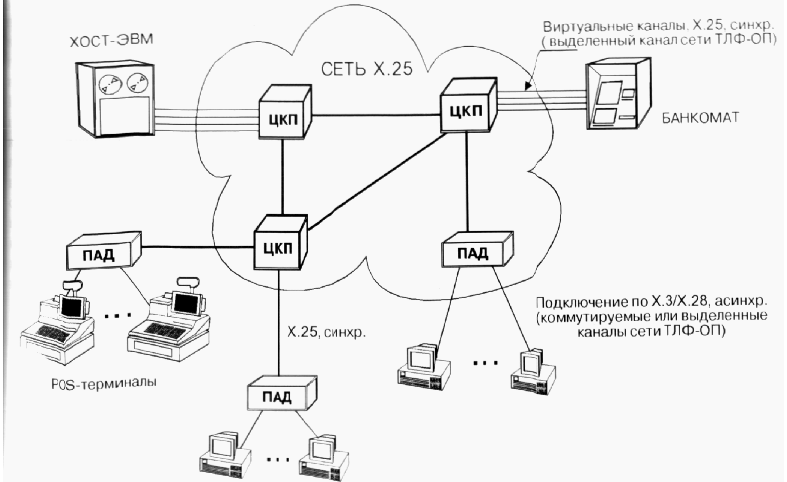 ХОСТ-ЭВМ
Виртуальные каналы, X.25, синхр.
(выделенный канал сети ТЛФ-ОП)
СЕТЬ X.25
ЦКП
ЦКП
БАНКОМАТ
ЦКП
ПАД
ПАД
Подключение по X.3/X.28, асинхр.
(коммутируемые или выделенные
каналы сети ТЛФ-ОП)
X.25, синхр.
POS-терминалы
ПАД